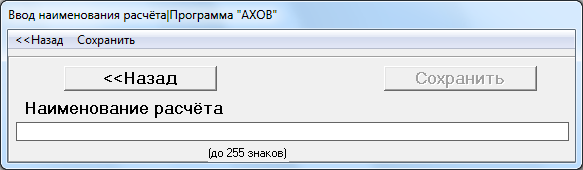 Ввод наименования расчёта|Программа "АХОВ"
<<Назад Сохранить
<<Назад Сохранить
Наименование расчёта
(до 255 знаков)